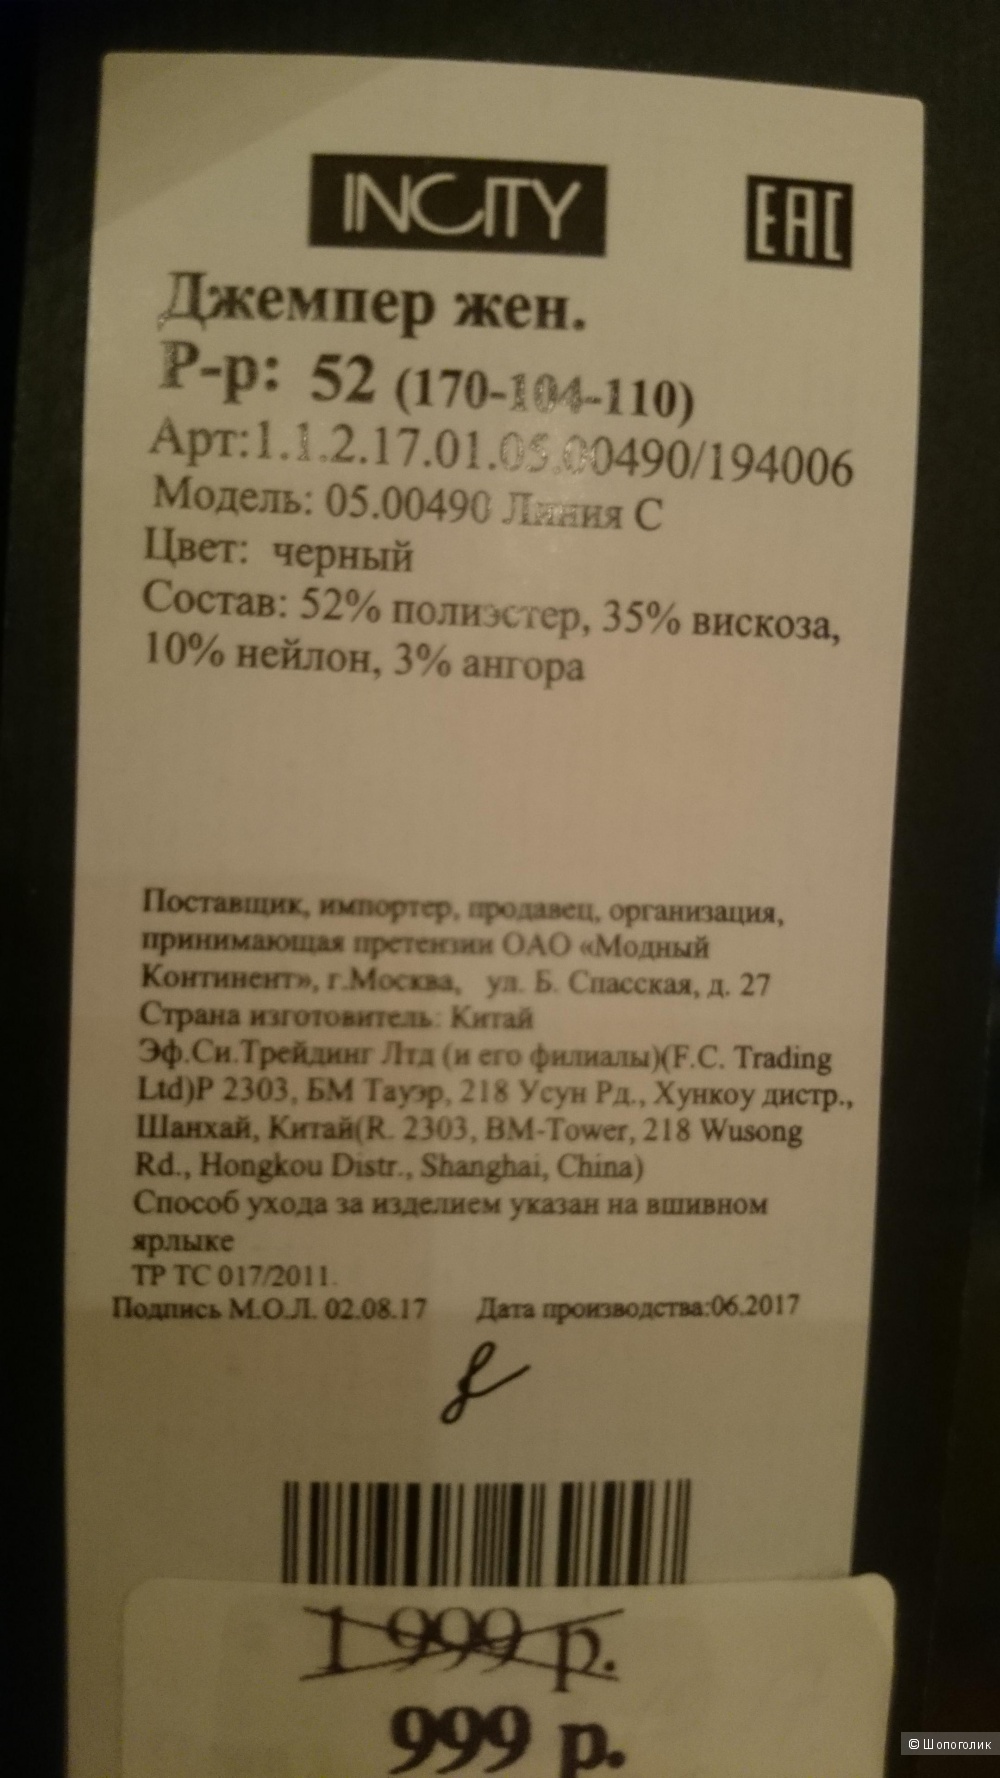 INCITY
EAC
Джемпер жен.
Р-р: 52 (170-104-110)
Арт:1.1.2.17.01.05.00490/194006
Модель: 05.00490 Линия С
Цвет: черный
Состав: 52% полиэстер, 35% вискоза,
10% нейлон, 3% ангора
Поставщик, импортер, продавец, организация,
принимающая претензии ОАО «Модный
Континент», г.Москва, ул. Б. Спасская, д. 27
Страна изготовитель: Китай
Эф.Си.Трейдинг Лтд (и его филиалы)(F.C. Trading
Ltd)Р 2303, БМ Тауэр, 218 Усун Рд., Хункоу дистр.,
Шанхай, Китай(R. 2303, BM-Tower, 218 Wusong
Rd., Hongkou Distr., Shanghai, China)
Способ ухода за изделием указан на вшивном
ярлыке
ТР ТС 017/2011.
Подпись М.О.Л. 02.08.17 Дата производства:06.2017
1 999 р.
999 р.
© Шопоголик